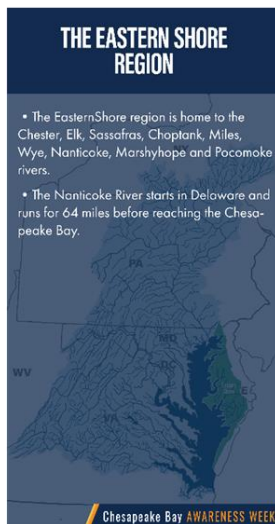 THE EASTERN SHORE
REGION
• The EasternShore region is home to the
Chester, Elk, Sassafras, Choptank, Miles,
Wye, Nanticoke, Marshyhope and Pocomoke
rivers.
• The Nanticoke River starts in Delaware and
runs for 64 miles before reaching the Chesa-
peake Bay.
NY
PA
MD
WV
DC
DE
VA
Chesapeake Bay AWARENESS WEEK